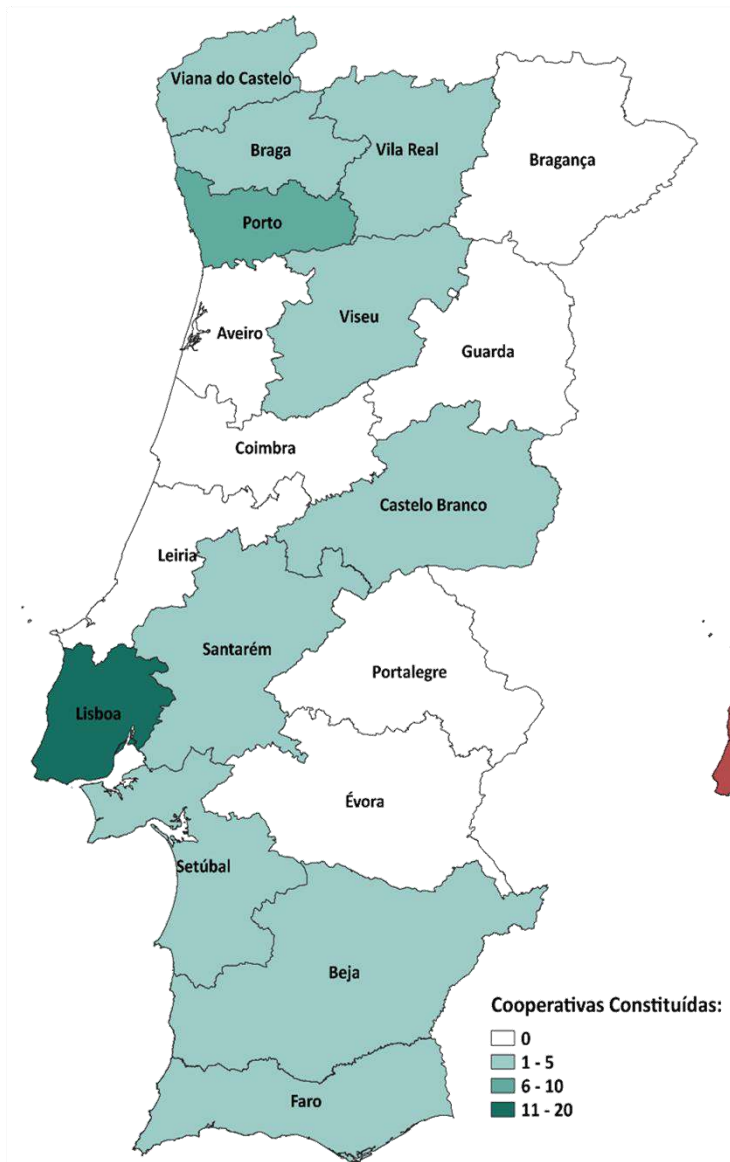 Viana do Castelo
Braga
Vila Real
Bragança
Porto
Aveiro
Viseu
Guarda
Coimbra
Castelo Branco
Leiria
Santarém
Portalegre
Lisboa
Évora
Setúbal
Beja
Faro
Cooperativas Constituídas:
0
1 - 5
6 - 10
11 - 20